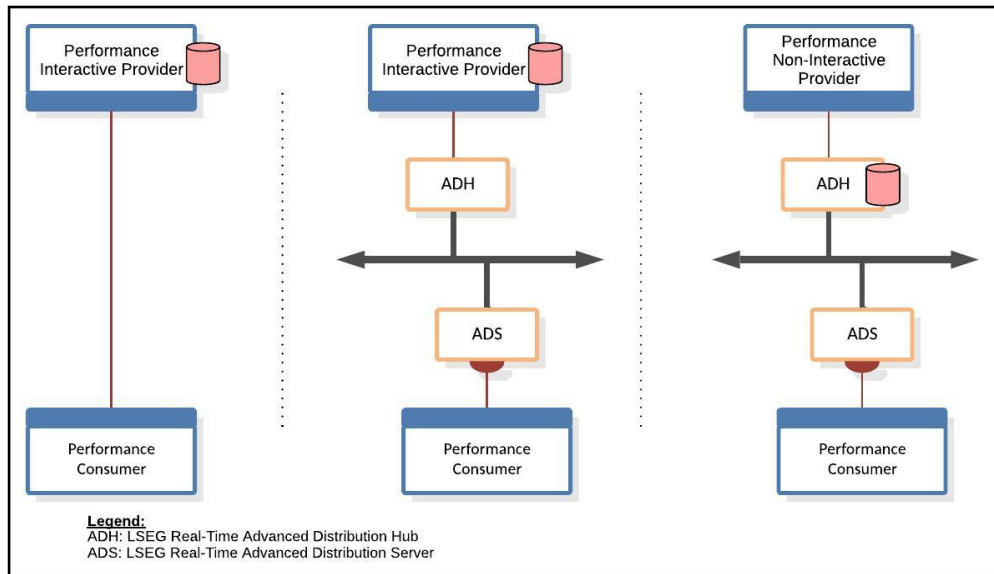 Performance
Interactive Provider
Performance
Interactive Provider
Performance
Non-Interactive
Provider
ADH
ADH
ADS
ADS
Performance
Consumer
Performance
Consumer
Performance
Consumer
Legend:
ADH: LSEG Real-Time Advanced Distribution Hub
ADS: LSEG Real-Time Advanced Distribution Server